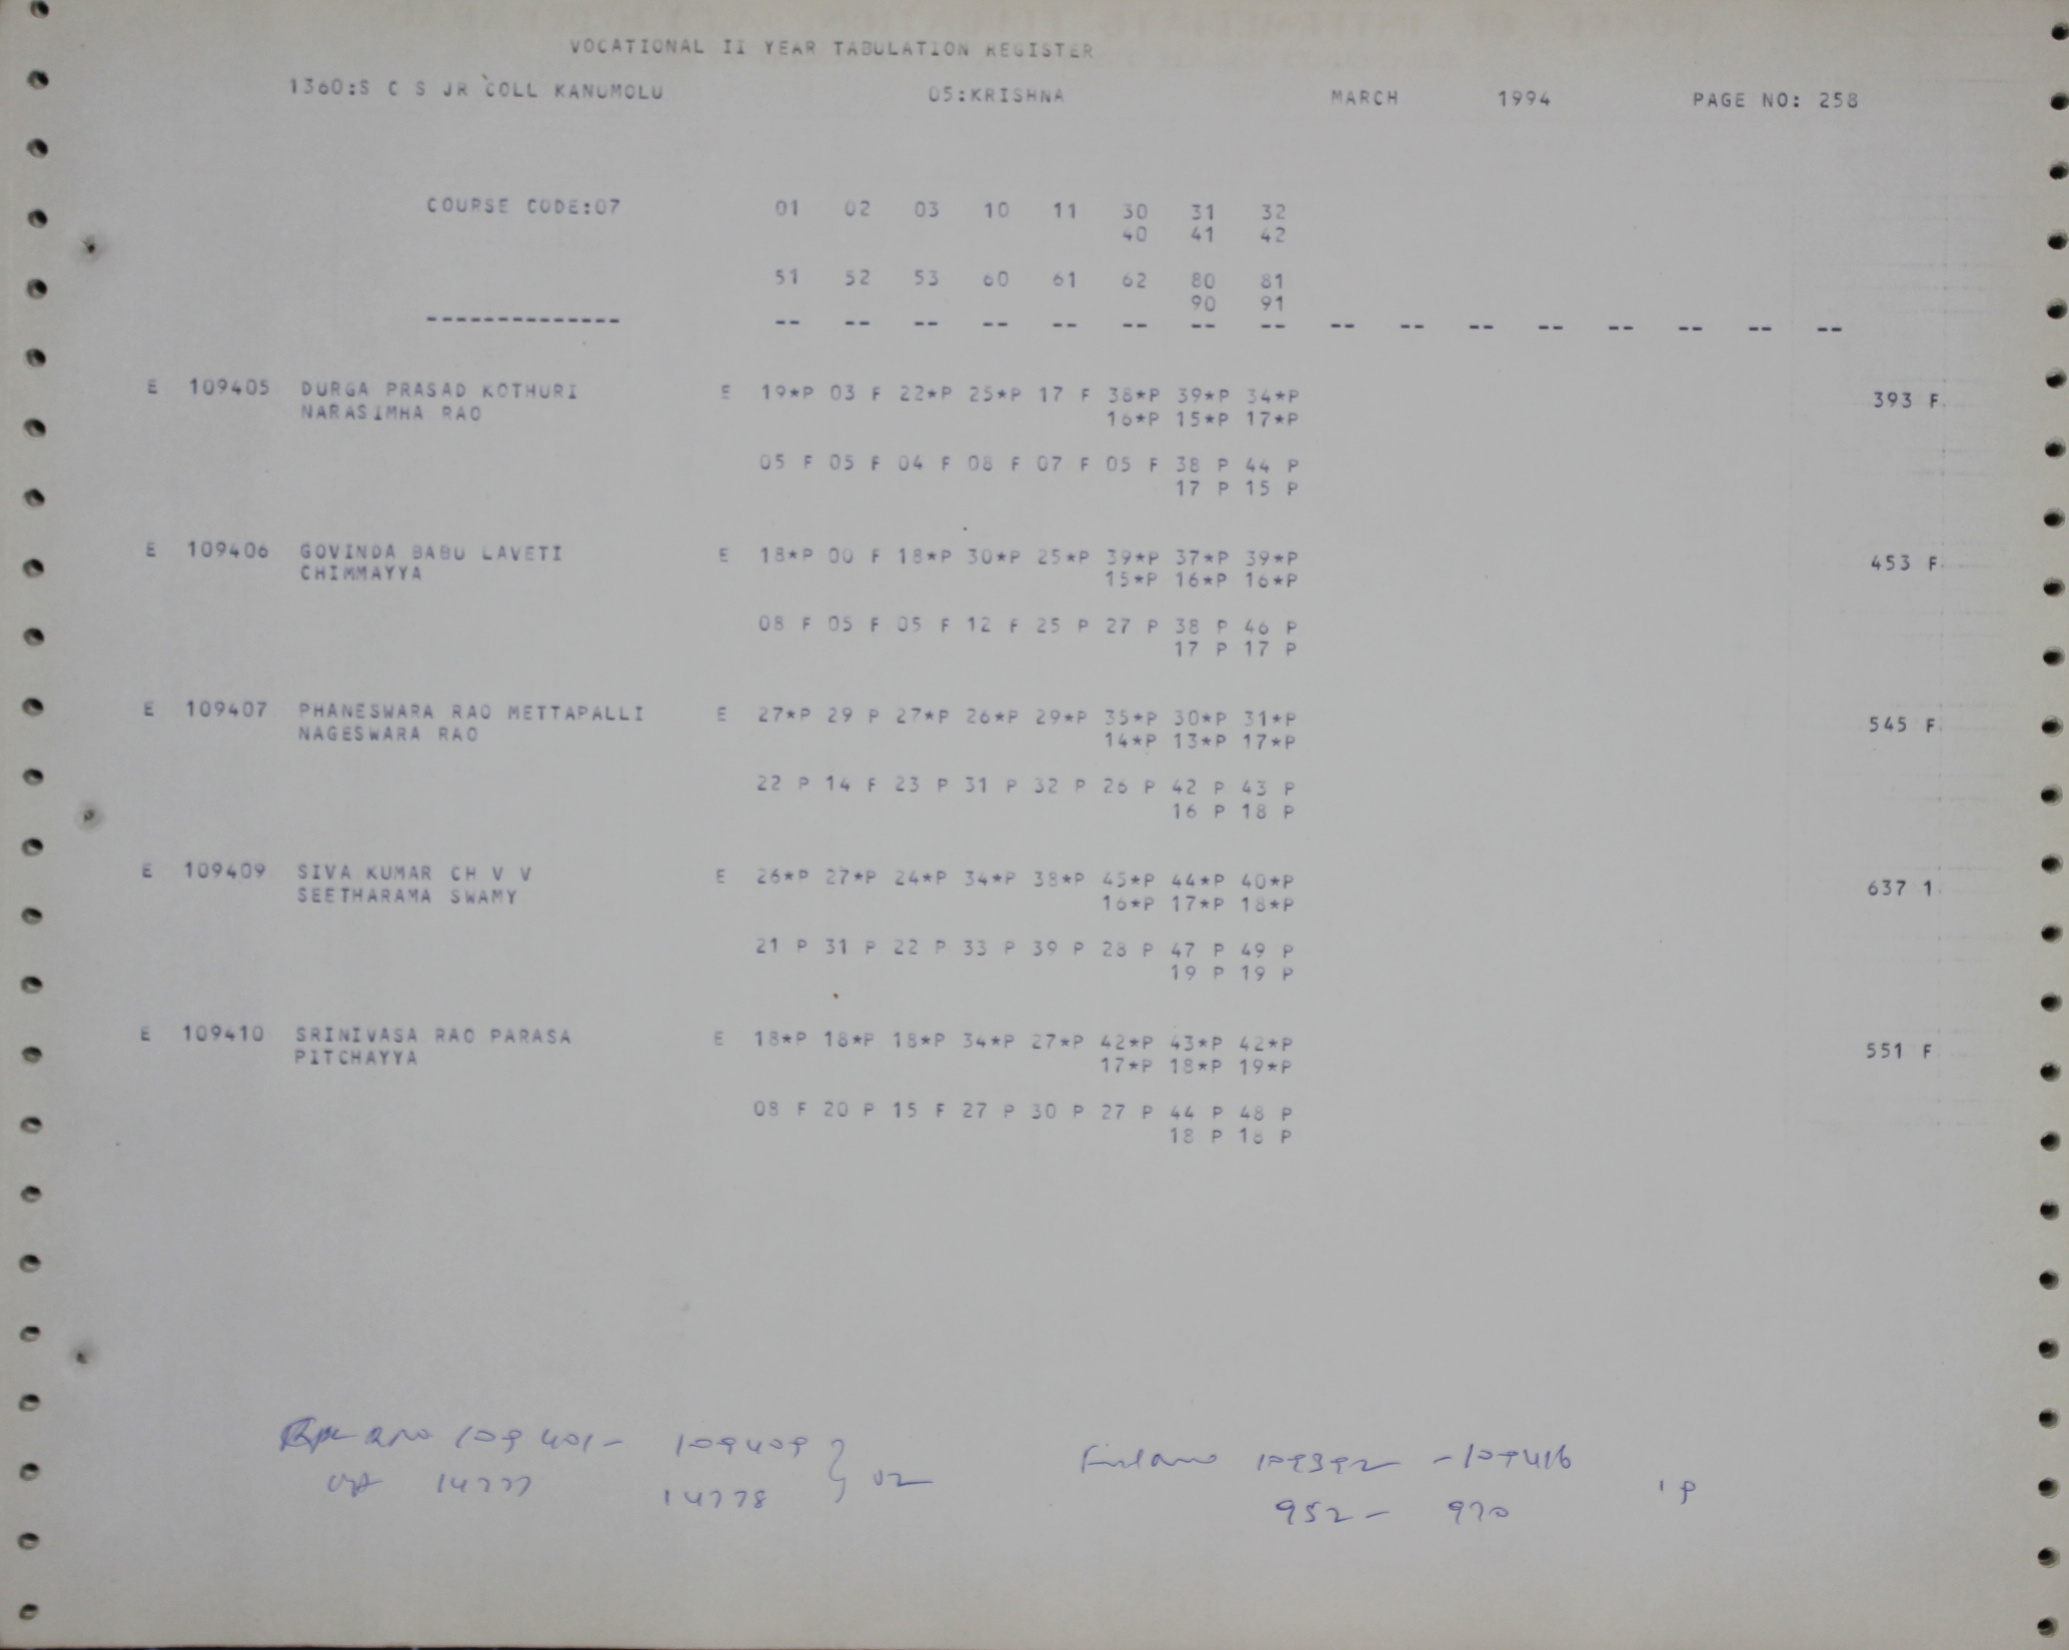 VOCATIONAL II YEAR TABULATION REGISTER
1360:S C S JR COLL KANUMOLU 05:KRISHNA MARCH 1994 PAGE NO: 258
COURSE CODE:07 01 02 03 10 11 30 31 32
40 41 42
51 52 53 60 61 62 80 81
90 91
-------------- -- -- -- -- -- -- -- -- -- -- -- -- -- -- -- --
E 109405 DURGA PRASAD KOTHURI E 19*P 03 F 22*P 25*P 17 F 38*P 39*P 34*P 393 F
NARASIMHA RAO 16*P 15*P 17*P
05 F 05 F 04 F 08 F 07 F 05 F 38 P 44 P
17 P 15 P
E 109406 GOVINDA BABU LAVETI E 18*P 00 F 18*P 30*P 25*P 39*P 37*P 39*P 453 F
CHIMMAYYA 15*P 16*P 16*P
08 F 05 F 05 F 12 F 25 P 27 P 38 P 46 P
17 P 17 P
E 109407 PHANESWARA RAO METTAPALLI E 27*P 29 P 27*P 26*P 29*P 35*P 30*P 31*P 545 F
NAGESWARA RAO 14*P 13*P 17*P
22 P 14 F 23 P 31 P 32 P 26 P 42 P 43 P
16 P 18 P
E 109409 SIVA KUMAR CH V V E 26*P 27*P 24*P 34*P 38*P 45*P 44*P 40*P 637 1
SEETHARAMA SWAMY 16*P 17*P 18*P
21 P 31 P 22 P 33 P 39 P 28 P 47 P 49 P
19 P 19 P
E 109410 SRINIVASA RAO PARASA E 18*P 18*P 18*P 34*P 27*P 42*P 43*P 42*P 551 F
PITCHAYYA 17*P 18*P 19*P
08 F 20 P 15 F 27 P 30 P 27 P 44 P 48 P
18 P 18 P
109401- 109409 109392 -109416
14777 14778 } 02 952- 970